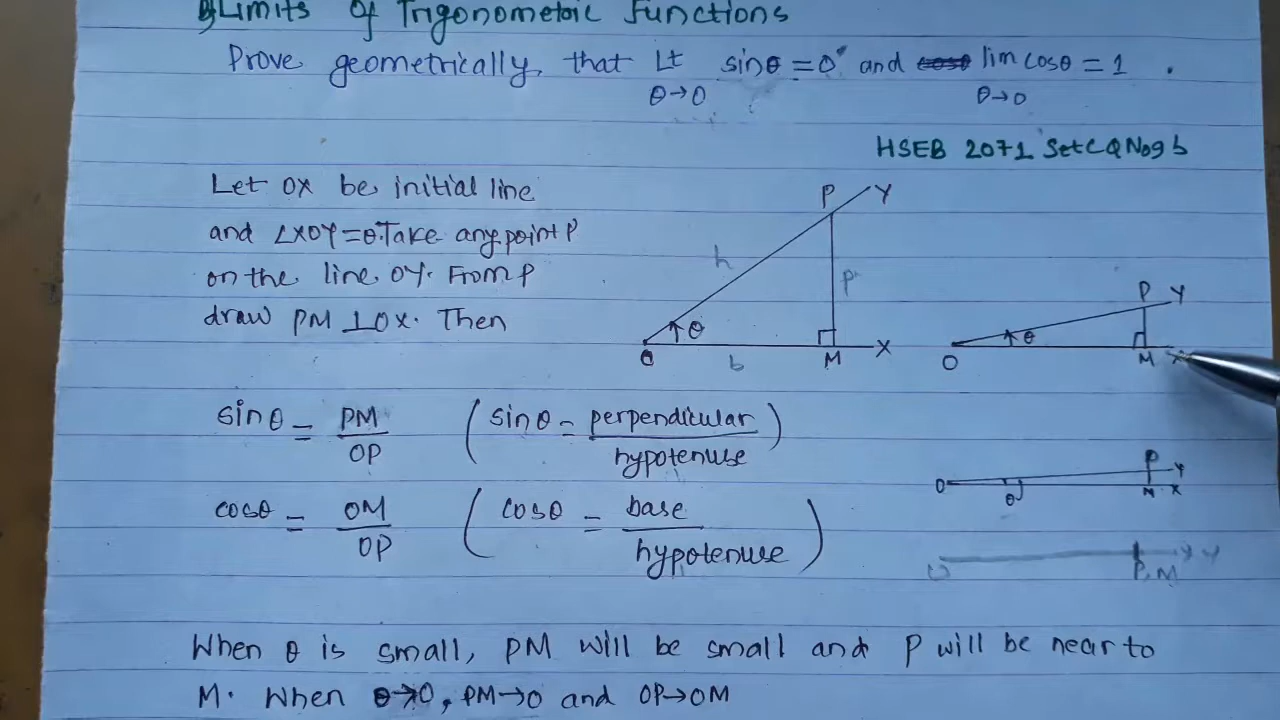 Limits Of Trigonometric Functions
Prove geometrically that Lt sinθ = 0 and lim cosθ = 1 .
θ→0 θ→0
HSEB 2071 Set C Q No 9 b
Let OX be initial line
and ∠XOY = θ. Take any point P
on the line OY. From P
draw PM ⊥ OX. Then
P Y
h p
θ
O b M X
P Y
θ
O M X
sinθ = PM/OP (sinθ = perpendicular/hypotenuse)
P
O Y
θ M X
cosθ = OM/OP (cosθ = base/hypotenuse)
O P, M Y
When θ is small, PM will be small and P will be near to
M. When θ→0, PM→0 and OP→OM